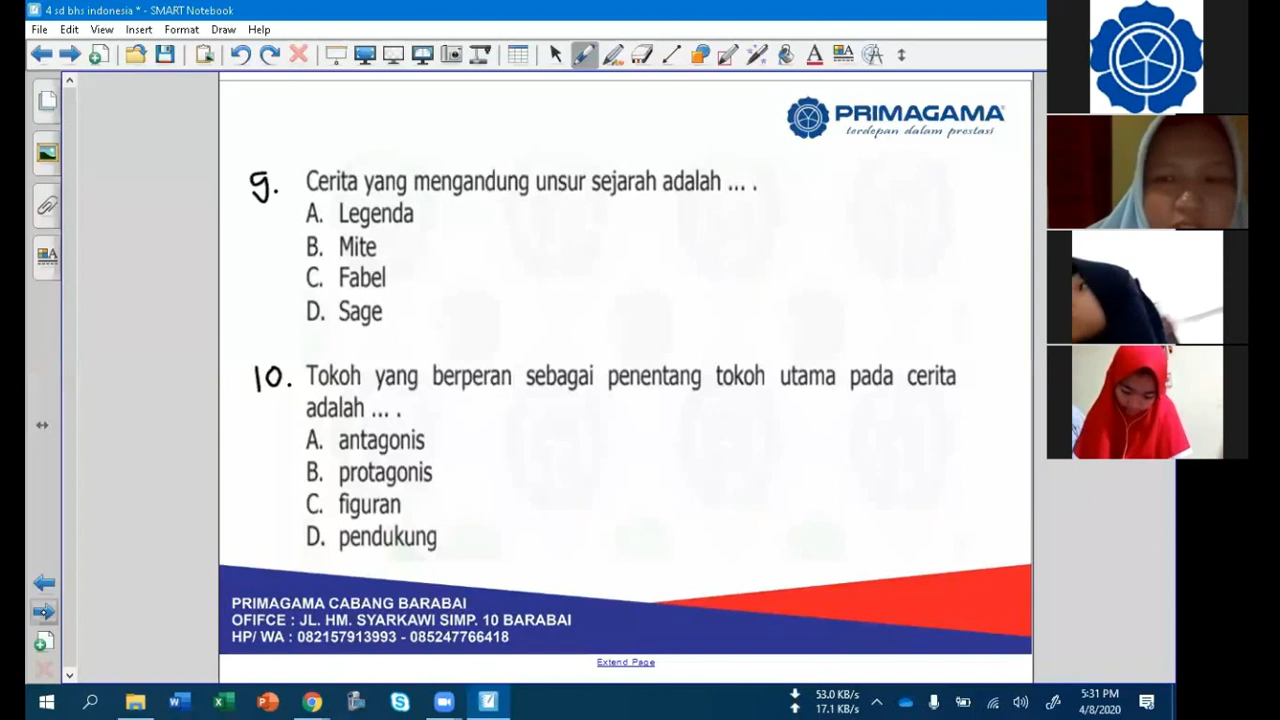 4 sd bhs indonesia * - SMART Notebook
File Edit View Insert Format Draw Help
PRIMAGAMA
terdepan dalam prestasi
9. Cerita yang mengandung unsur sejarah adalah ... .
A. Legenda
B. Mite
C. Fabel
D. Sage
10. Tokoh yang berperan sebagai penentang tokoh utama pada cerita
adalah ... .
A. antagonis
B. protagonis
C. figuran
D. pendukung
PRIMAGAMA CABANG BARABAI
OFIFCE : JL. HM. SYARKAWI SIMP. 10 BARABAI
HP/ WA : 082157913993 - 085247766418
Extend Page
53.0 KB/s
17.1 KB/s
5:31 PM
4/8/2020